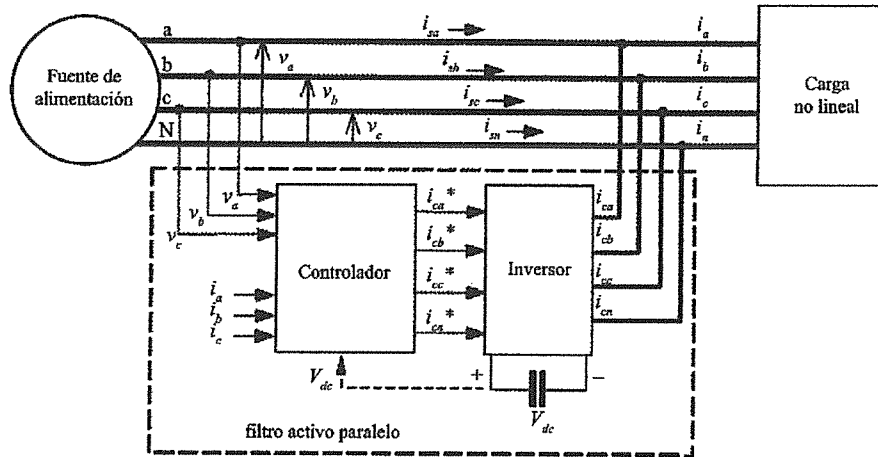 a
i_sa
i_a
v_a
b
i_sb
i_b
Fuente de
alimentación
v_b
Carga
no lineal
c
i_sc
i_c
v_c
N
i_sn
i_n
v_a
v_b
v_c
i_ca*
i_cb*
i_cc*
i_cn*
i_ca
i_cb
i_cc
i_cn
Controlador
Inversor
i_a
i_b
i_c
V_dc
+
−
V_dc
filtro activo paralelo